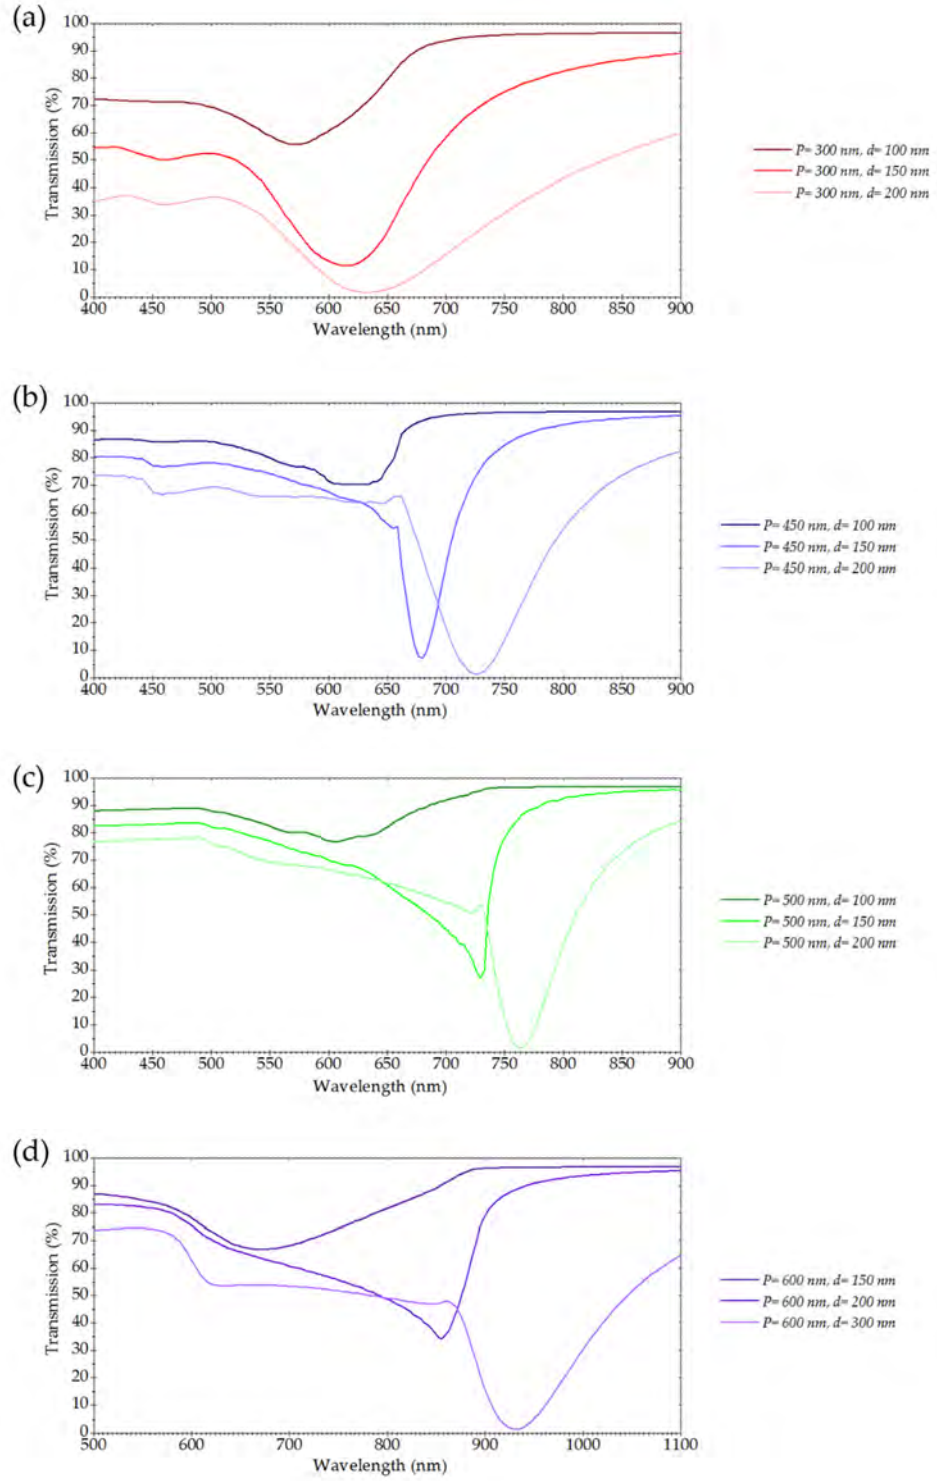 (a)
100
90
80
70
60
50
40
30
20
10
0
Transmission (%)
400 450 500 550 600 650 700 750 800 850 900
Wavelength (nm)
P= 300 nm, d= 100 nm
P= 300 nm, d= 150 nm
P= 300 nm, d= 200 nm
(b)
100
90
80
70
60
50
40
30
20
10
0
Transmission (%)
400 450 500 550 600 650 700 750 800 850 900
Wavelength (nm)
P= 450 nm, d= 100 nm
P= 450 nm, d= 150 nm
P= 450 nm, d= 200 nm
(c)
100
90
80
70
60
50
40
30
20
10
0
Transmission (%)
400 450 500 550 600 650 700 750 800 850 900
Wavelength (nm)
P= 500 nm, d= 100 nm
P= 500 nm, d= 150 nm
P= 500 nm, d= 200 nm
(d)
100
90
80
70
60
50
40
30
20
10
0
Transmission (%)
500 600 700 800 900 1000 1100
Wavelength (nm)
P= 600 nm, d= 150 nm
P= 600 nm, d= 200 nm
P= 600 nm, d= 300 nm